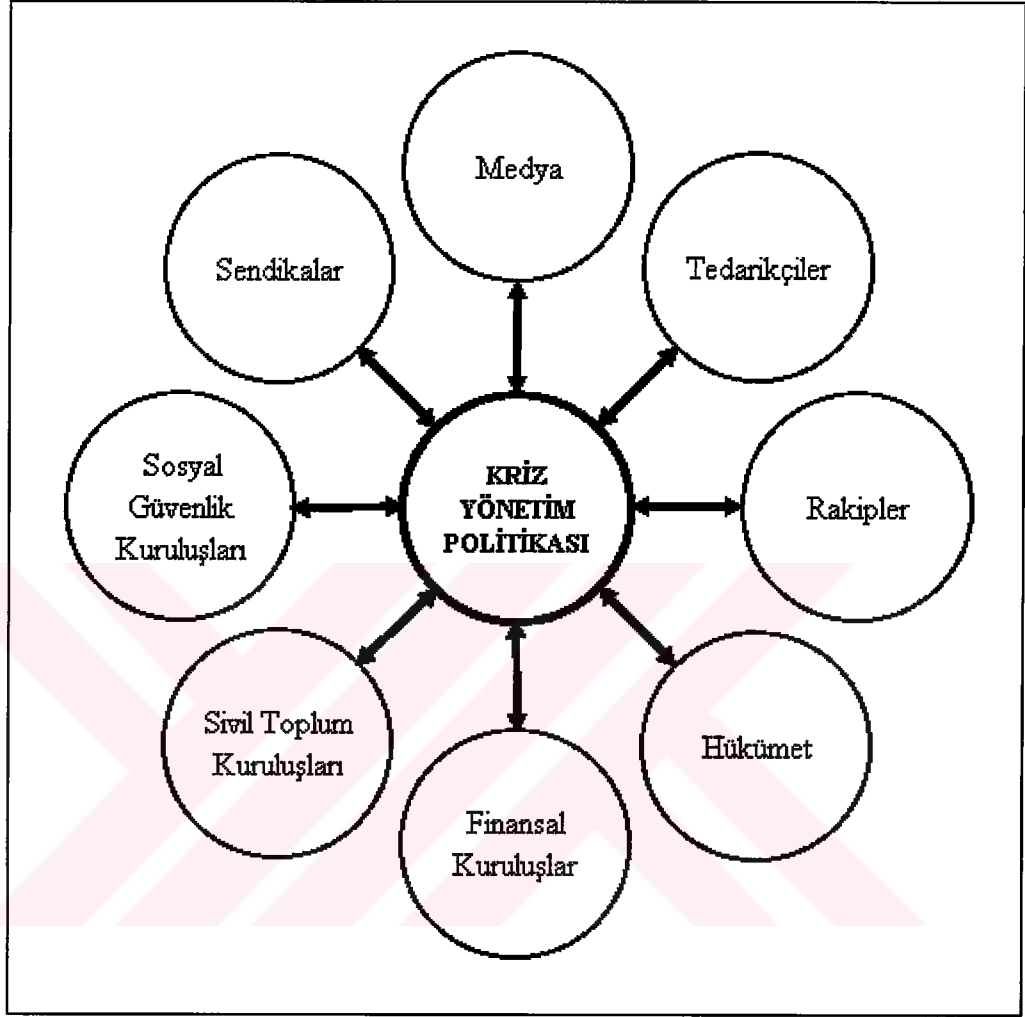 Medya
Sendikalar
Tedarikçiler
Sosyal
Güvenlik
Kuruluşları
KRİZ
YÖNETİM
POLİTİKASI
Rakipler
Sivil Toplum
Kuruluşları
Hükümet
Finansal
Kuruluşlar